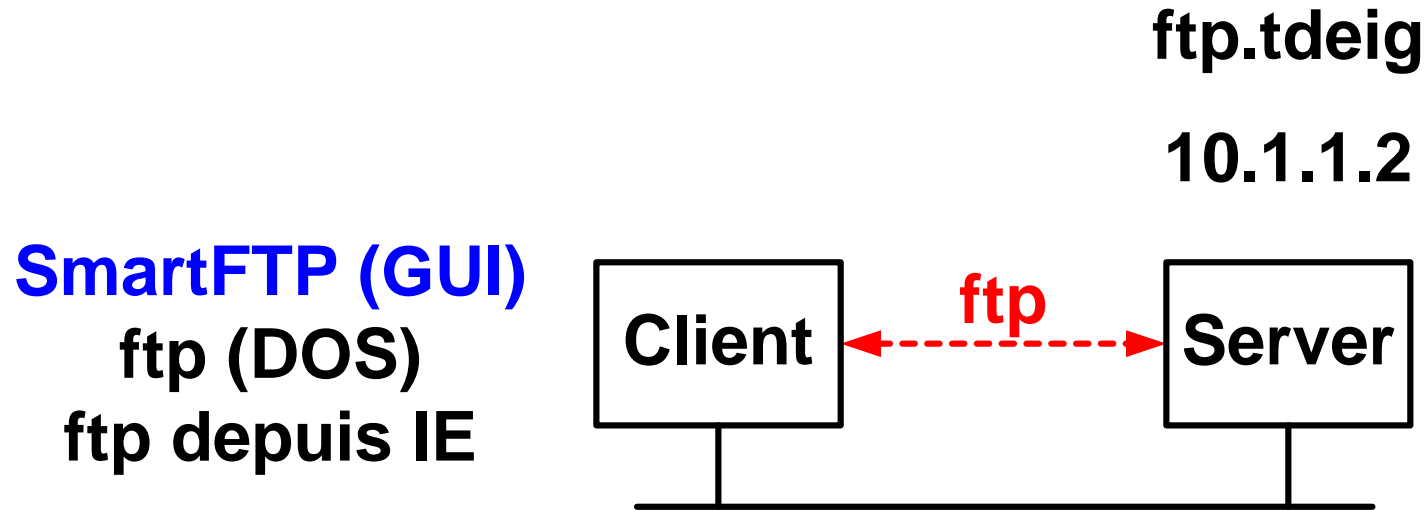 ftp.tdeig
10.1.1.2
SmartFTP (GUI)
ftp (DOS)
ftp depuis IE
Client
ftp
Server